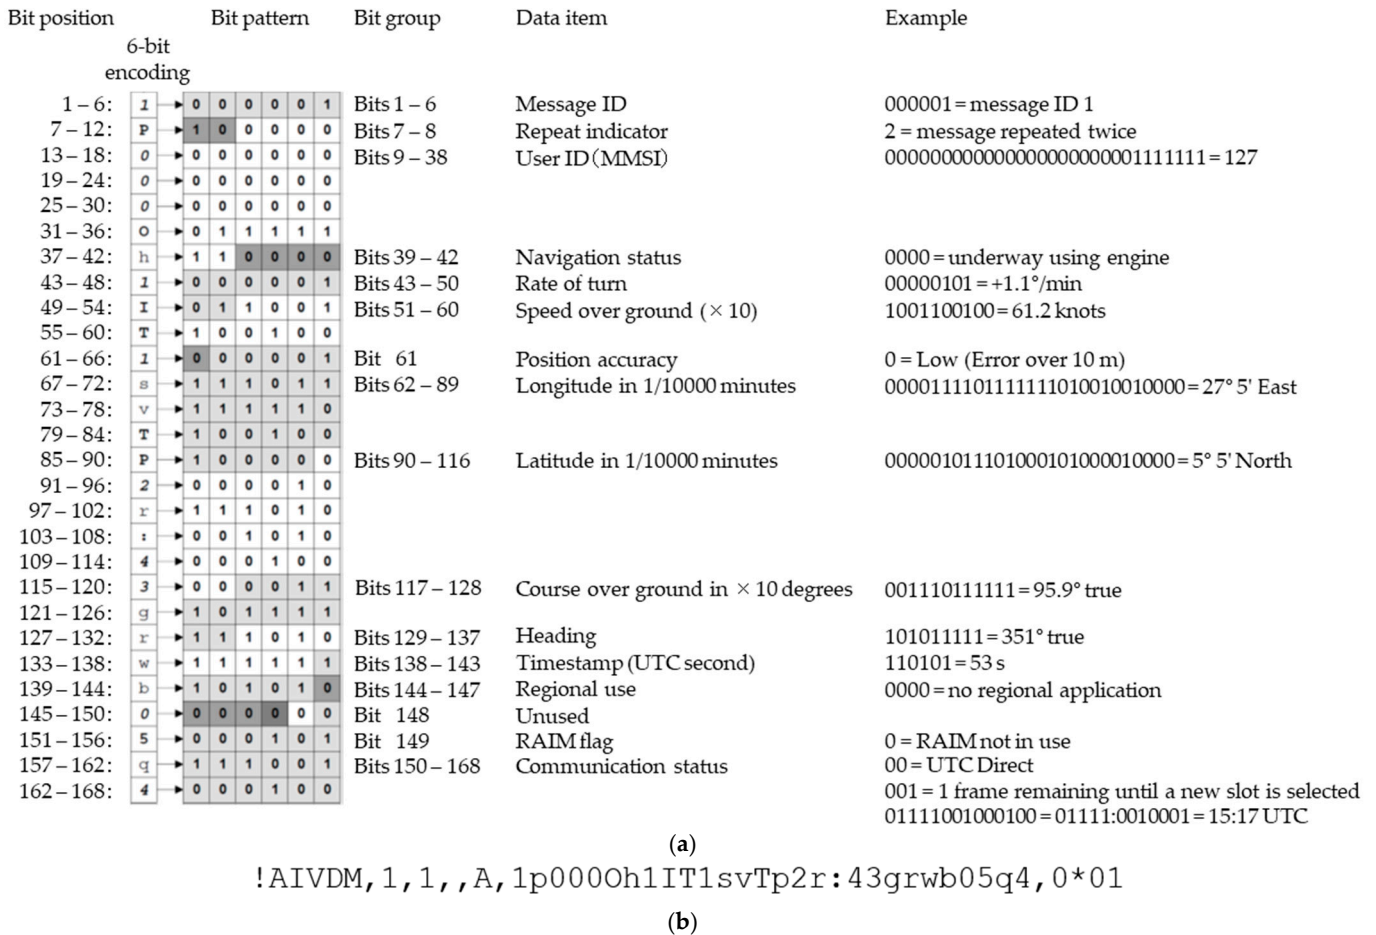 Bit position Bit pattern Bit group Data item Example
6-bit
encoding
1 – 6: 1 0 0 0 0 0 1 Bits 1 – 6 Message ID 000001 = message ID 1
7 – 12: P 1 0 0 0 0 0 Bits 7 – 8 Repeat indicator 2 = message repeated twice
13 – 18: 0 0 0 0 0 0 0 Bits 9 – 38 User ID (MMSI) 000000000000000000000001111111 = 127
19 – 24: 0 0 0 0 0 0 0
25 – 30: 0 0 0 0 0 0 0
31 – 36: O 0 1 1 1 1 1
37 – 42: h 1 1 0 0 0 0 Bits 39 – 42 Navigation status 0000 = underway using engine
43 – 48: 1 0 0 0 0 0 1 Bits 43 – 50 Rate of turn 00000101 = +1.1°/min
49 – 54: I 0 1 1 0 0 1 Bits 51 – 60 Speed over ground (× 10) 1001100100 = 61.2 knots
55 – 60: T 1 0 0 1 0 0
61 – 66: 1 0 0 0 0 0 1 Bit 61 Position accuracy 0 = Low (Error over 10 m)
67 – 72: s 1 1 1 0 1 1 Bits 62 – 89 Longitude in 1/10000 minutes 0000111101111111010010010000 = 27° 5' East
73 – 78: v 1 1 1 1 1 0
79 – 84: T 1 0 0 1 0 0
85 – 90: P 1 0 0 0 0 0 Bits 90 – 116 Latitude in 1/10000 minutes 000001011101000101000010000 = 5° 5' North
91 – 96: 2 0 0 0 0 1 0
97 – 102: r 1 1 1 0 1 0
103 – 108: : 0 0 1 0 1 0
109 – 114: 4 0 0 0 1 0 0
115 – 120: 3 0 0 0 0 1 1 Bits 117 – 128 Course over ground in × 10 degrees 001110111111 = 95.9° true
121 – 126: g 1 0 1 1 1 1
127 – 132: r 1 1 1 0 1 0 Bits 129 – 137 Heading 101011111 = 351° true
133 – 138: w 1 1 1 1 1 1 Bits 138 – 143 Timestamp (UTC second) 110101 = 53 s
139 – 144: b 1 0 1 0 1 0 Bits 144 – 147 Regional use 0000 = no regional application
145 – 150: 0 0 0 0 0 0 0 Bit 148 Unused
151 – 156: 5 0 0 0 1 0 1 Bit 149 RAIM flag 0 = RAIM not in use
157 – 162: q 1 1 1 0 0 1 Bits 150 – 168 Communication status 00 = UTC Direct
162 – 168: 4 0 0 0 1 0 0 001 = 1 frame remaining until a new slot is selected
01111001000100 = 01111:0010001 = 15:17 UTC
(a)
!AIVDM,1,1,,A,1p000Oh1IT1svTp2r:43grwb05q4,0*01
(b)